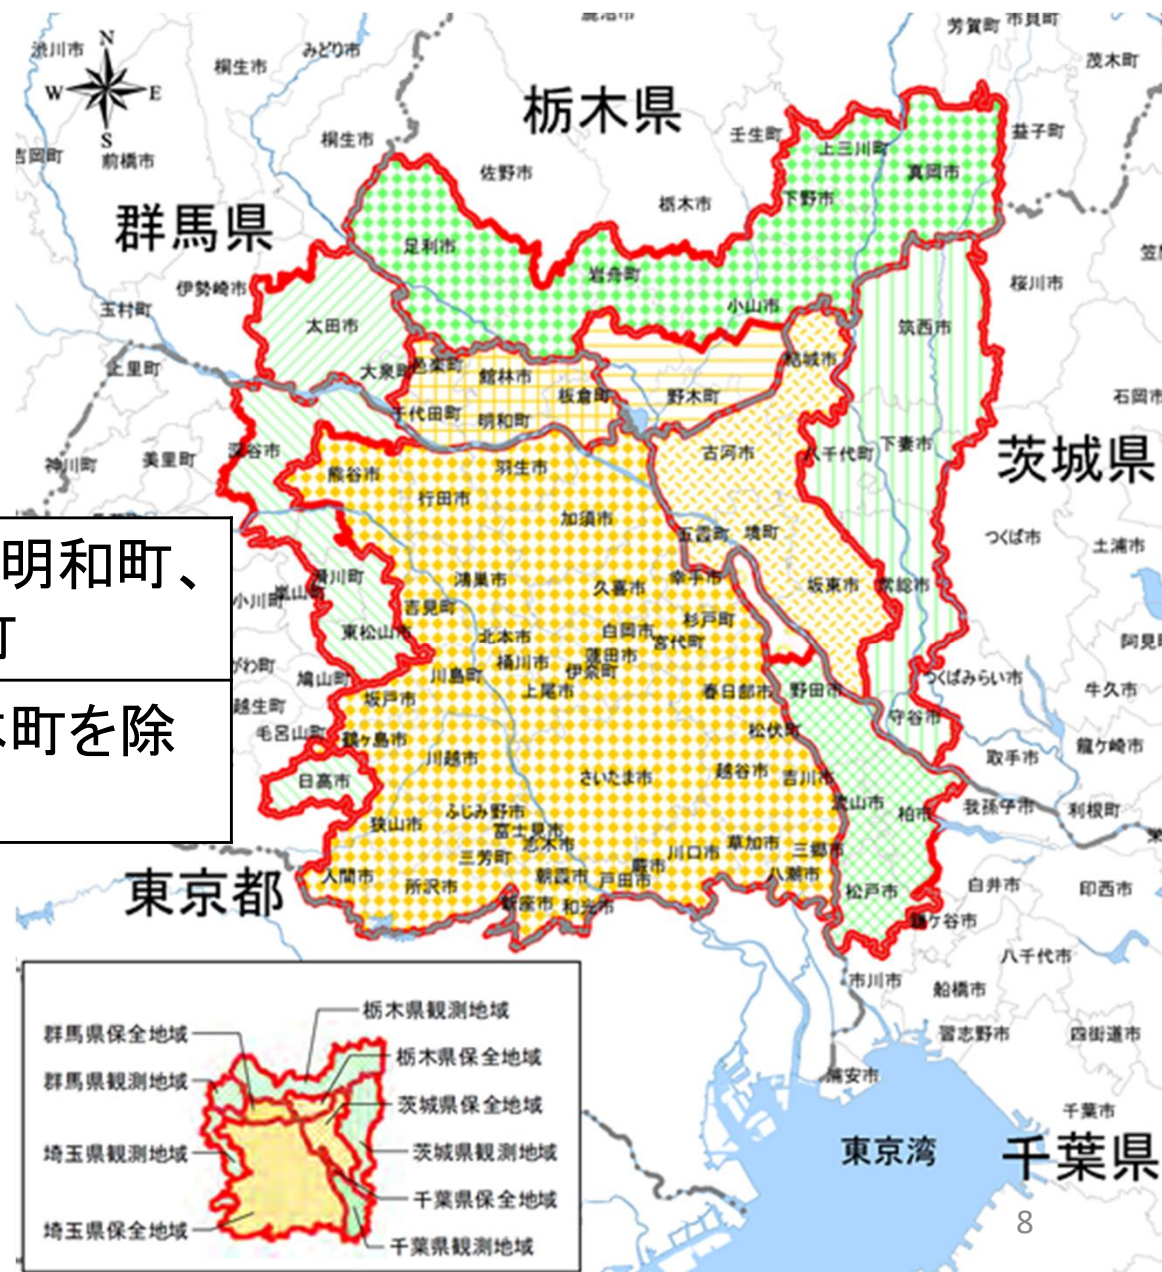 鹿沼市
芳賀町
市貝町
渋川市
N
みどり市
桐生市
茂木町
W
E
栃木県
S
桐生市
壬生町
上三川町
益子町
吉岡町
前橋市
佐野市
真岡市
栃木市
下野市
群馬県
足利市
岩舟町
伊勢崎市
桜川市
玉村町
小山市
太田市
筑西市
上里町
大泉町
邑楽町
館林市
結城市
板倉町
野木町
石岡市
千代田町
明和町
深谷市
古河市
八千代町
下妻市
茨城県
神川町
美里町
熊谷市
羽生市
行田市
加須市
五霞町
境町
つくば市
土浦市
明和町、
町
滑川町
鴻巣市
久喜市
幸手市
坂東市
常総市
小川町
嵐山町
吉見町
杉戸町
東松山市
北本市
白岡市
宮代町
阿見町
桶川市
蓮田市
伊奈町
鳩山町
川島町
上尾市
春日部市
野田市
つくばみらい市
牛久市
木町を除
越生町
坂戸市
毛呂山町
鶴ヶ島市
松伏町
守谷市
龍ケ崎市
川越市
取手市
日高市
さいたま市
越谷市
吉川市
流山市
柏市
我孫子市
利根町
狭山市
ふじみ野市
富士見市
志木市
三芳町
川口市
草加市
三郷市
東京都
入間市
所沢市
朝霞市
戸田市
蕨市
八潮市
松戸市
白井市
印西市
新座市
和光市
鎌ケ谷市
八千代市
市川市
船橋市
習志野市
四街道市
浦安市
千葉市
東京湾
千葉県
栃木県観測地域
群馬県保全地域
栃木県保全地域
群馬県観測地域
茨城県保全地域
埼玉県観測地域
茨城県観測地域
千葉県保全地域
埼玉県保全地域
千葉県観測地域
8